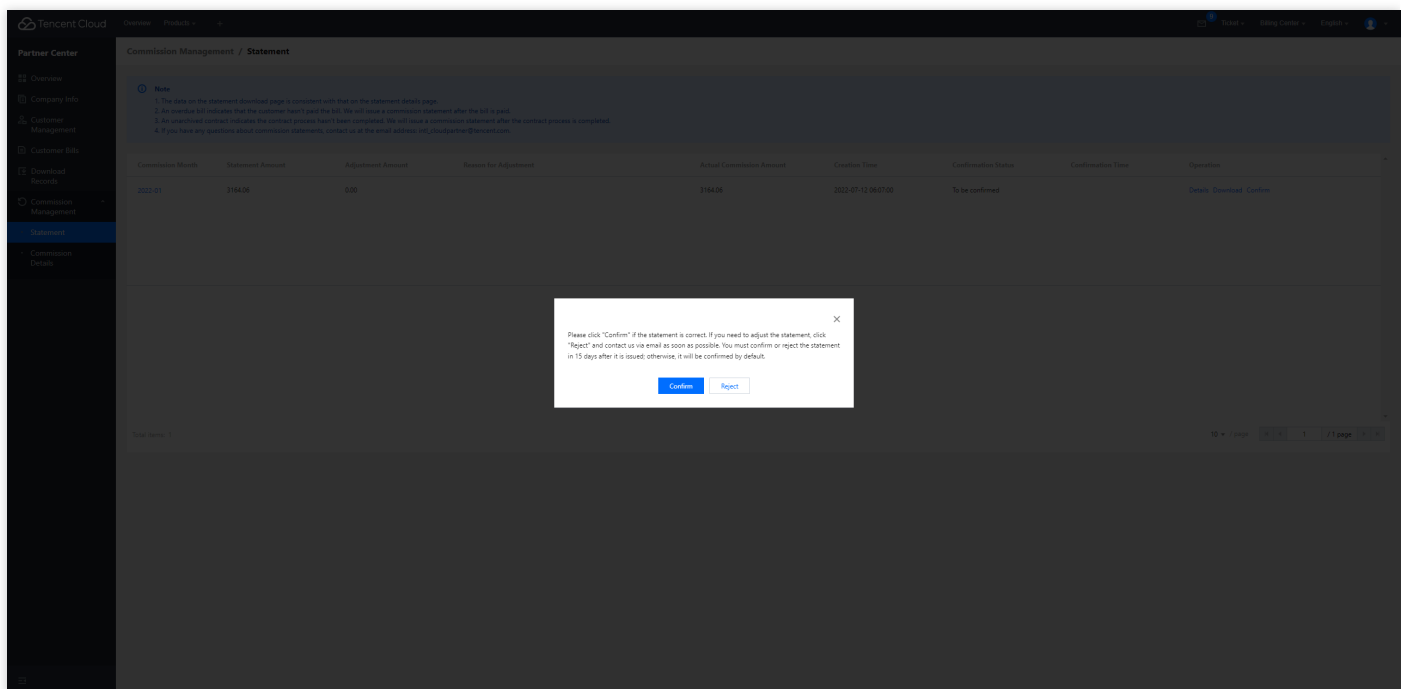 Tencent Cloud Overview Products + Ticket Billing Center English
Partner Center
Commission Management / Statement
Overview
Company Info
Customer
Management
Customer Bills
Download
Records
Commission
Management
Statement
Commission
Details
Note
1. The data on the statement download page is consistent with that on the statement details page.
2. An overdue bill indicates that the customer hasn't paid the bill. We will issue a commission statement after the bill is paid.
3. An unarchived contract indicates the contract process hasn't been completed. We will issue a commission statement after the contract process is completed.
4. If you have any questions about commission statements, contact us at the email address: intl_cloudpartner@tencent.com.
Commission Month Statement Amount Adjustment Amount Reason for Adjustment Actual Commission Amount Creation Time Confirmation Status Confirmation Time Operation
2022-01 $184.08 0.00 $184.08 2022-07-12 06:07:00 To be confirmed Details Download Confirm
Please click "Confirm" if the statement is correct. If you need to adjust the statement, click
"Reject" and contact us via email as soon as possible. You must confirm or reject the statement
in 15 days after it is issued; otherwise, it will be confirmed by default.
Confirm Reject
Total items: 1 10 / page 1 / 1 page